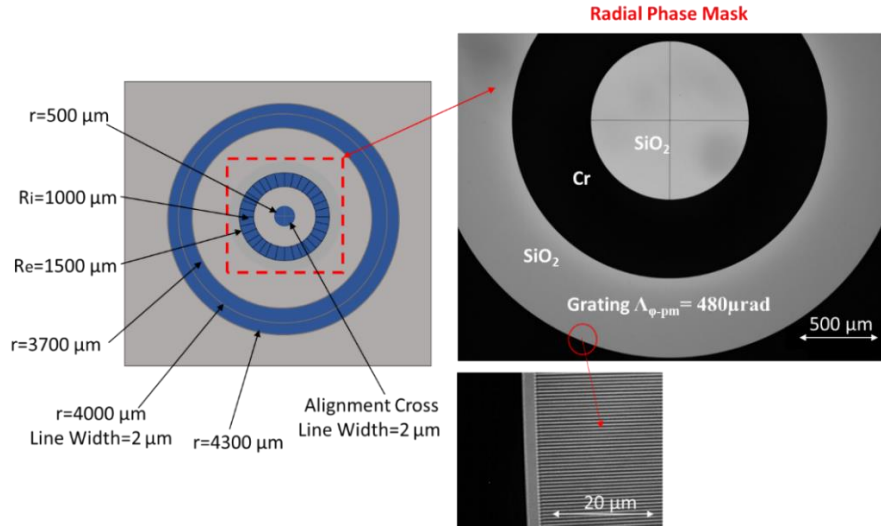 Radial Phase Mask
r=500 µm
Ri=1000 µm
Re=1500 µm
r=3700 µm
r=4000 µm
Line Width=2 µm
r=4300 µm
Alignment Cross
Line Width=2 µm
SiO2
Cr
SiO2
Grating Λφ-pm= 480µrad
500 µm
20 µm